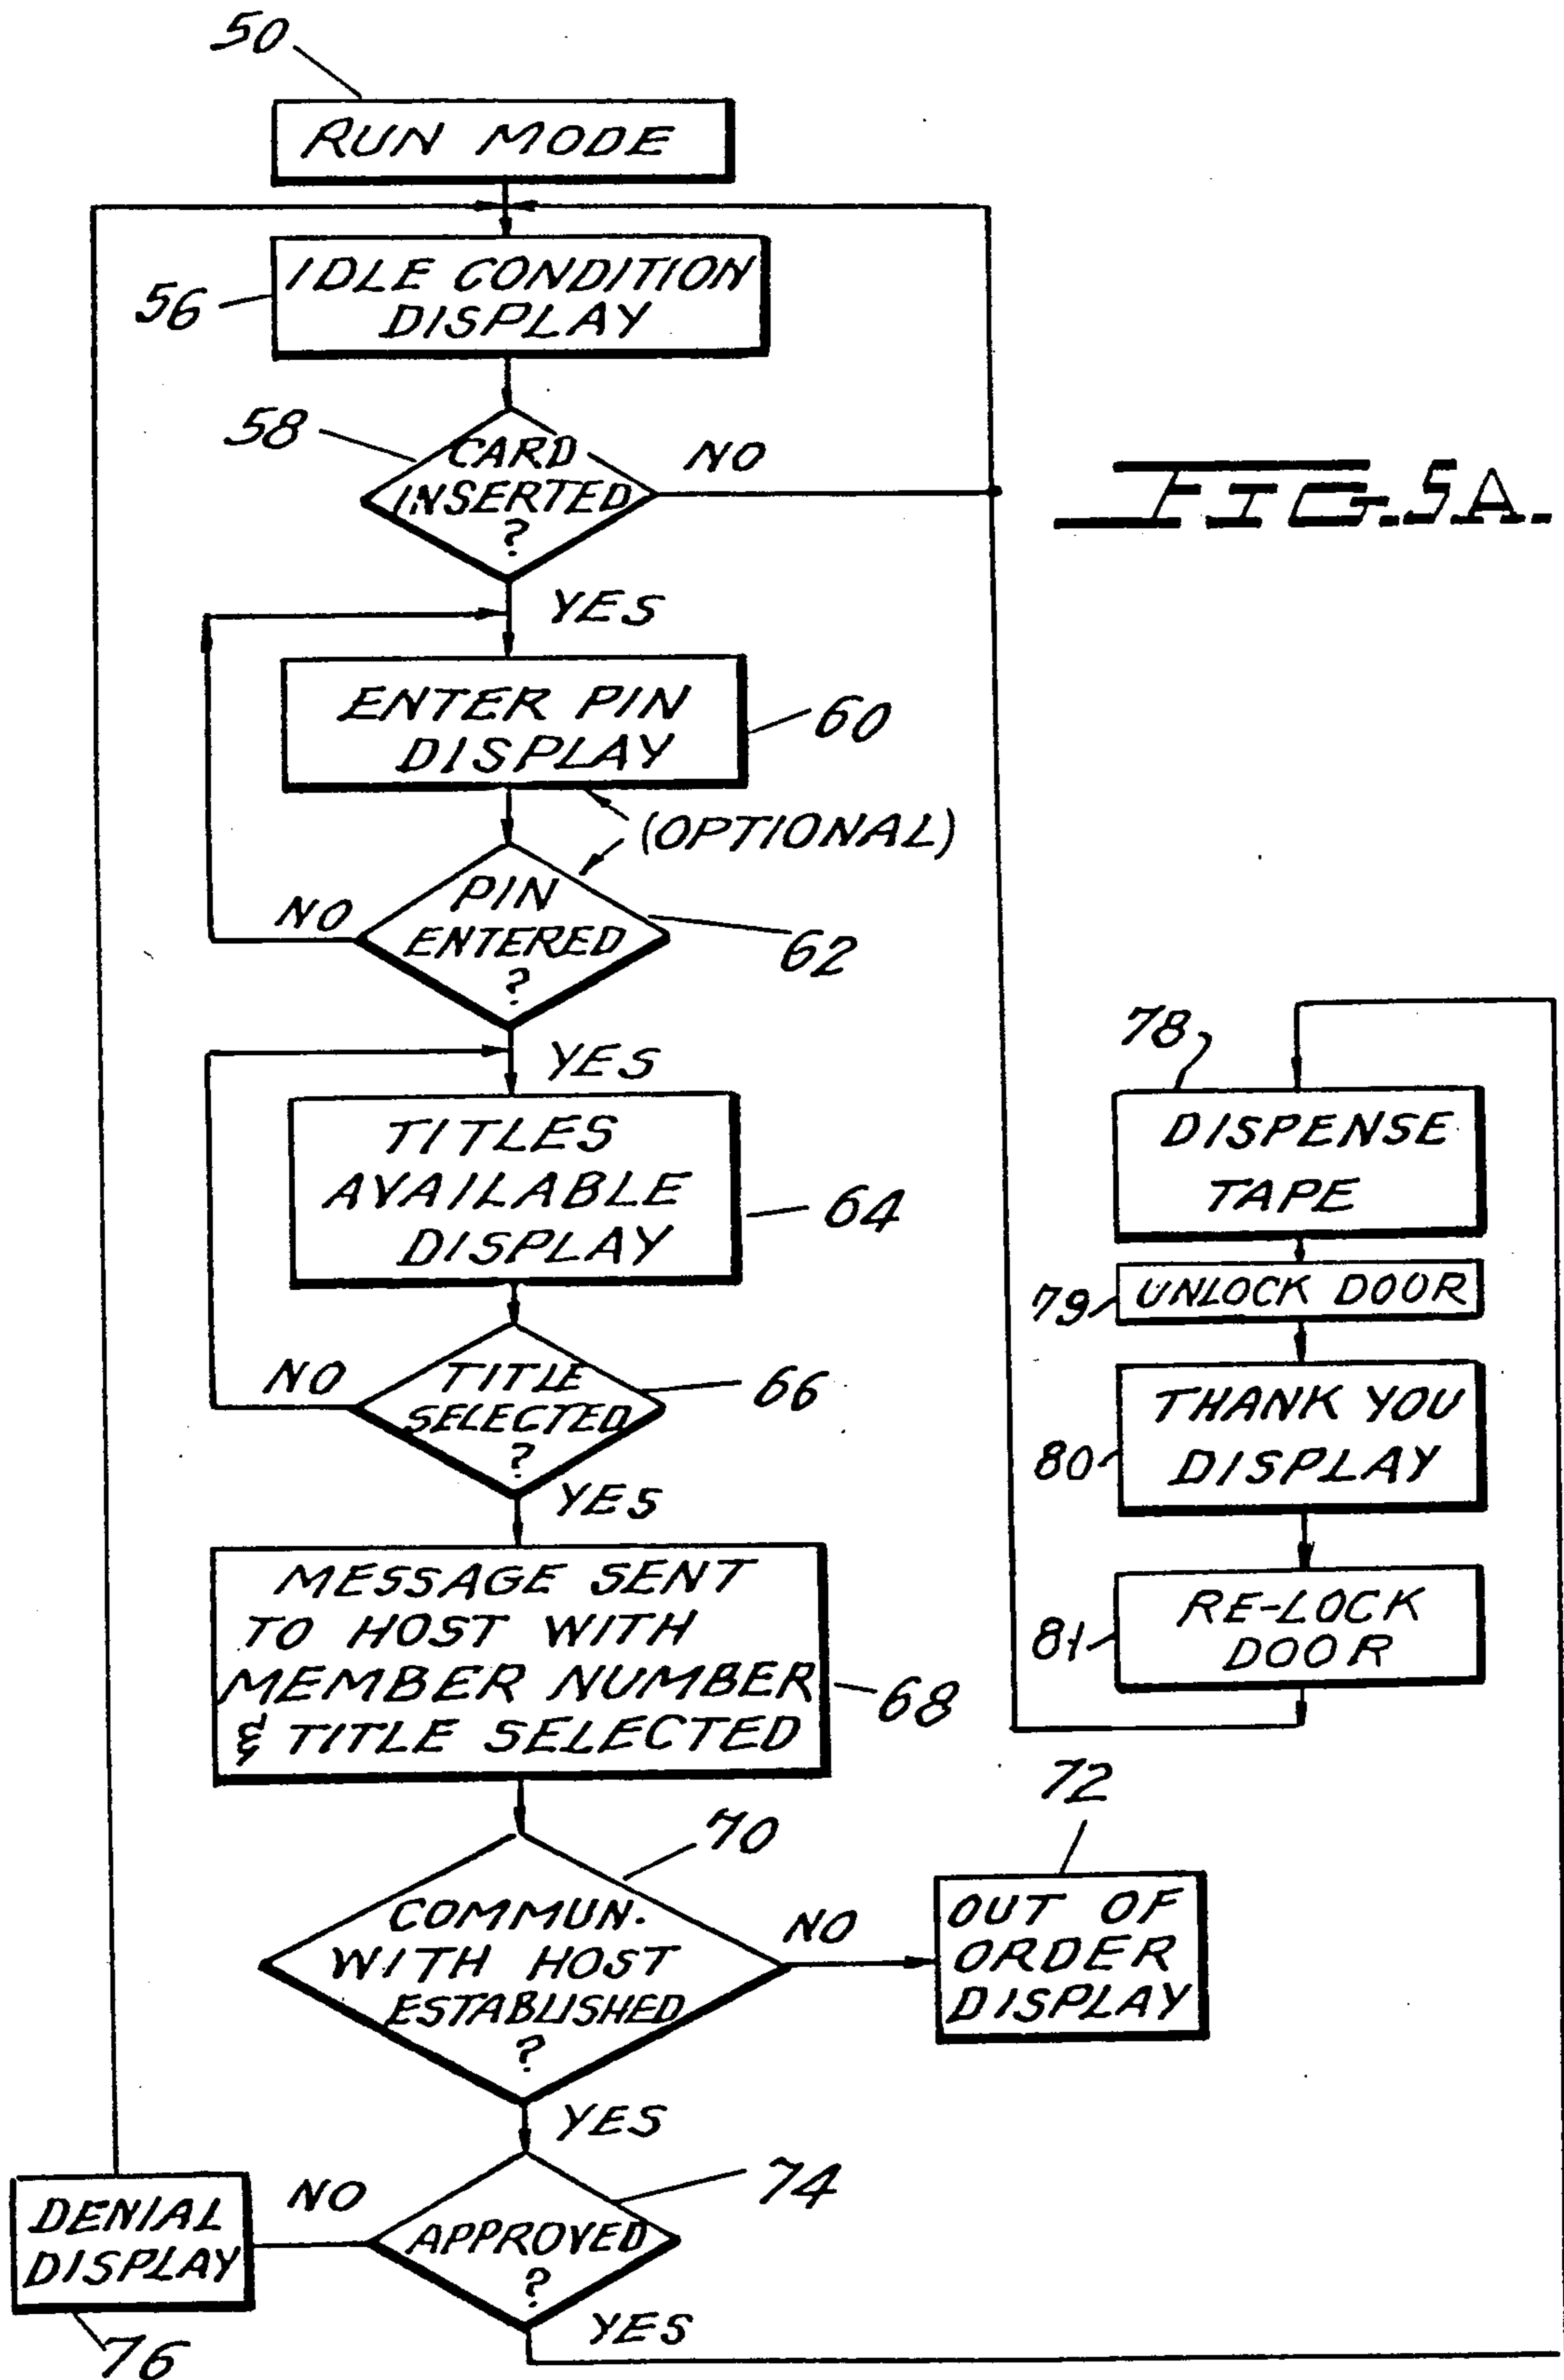 50
RUN MODE
56
IDLE CONDITION
DISPLAY
58
CARD
INSERTED
?
NO
FIG. 5A.
YES
ENTER PIN
DISPLAY
60
(OPTIONAL)
PIN
ENTERED
?
NO
62
YES
TITLES
AVAILABLE
DISPLAY
64
TITLE
SELECTED
?
NO
66
YES
MESSAGE SENT
TO HOST WITH
MEMBER NUMBER
& TITLE SELECTED
68
70
COMMUN.
WITH HOST
ESTABLISHED
?
NO
72
OUT OF
ORDER
DISPLAY
YES
74
APPROVED
?
NO
DENIAL
DISPLAY
76
YES
78
DISPENSE
TAPE
79
UNLOCK DOOR
80
THANK YOU
DISPLAY
81
RE-LOCK
DOOR